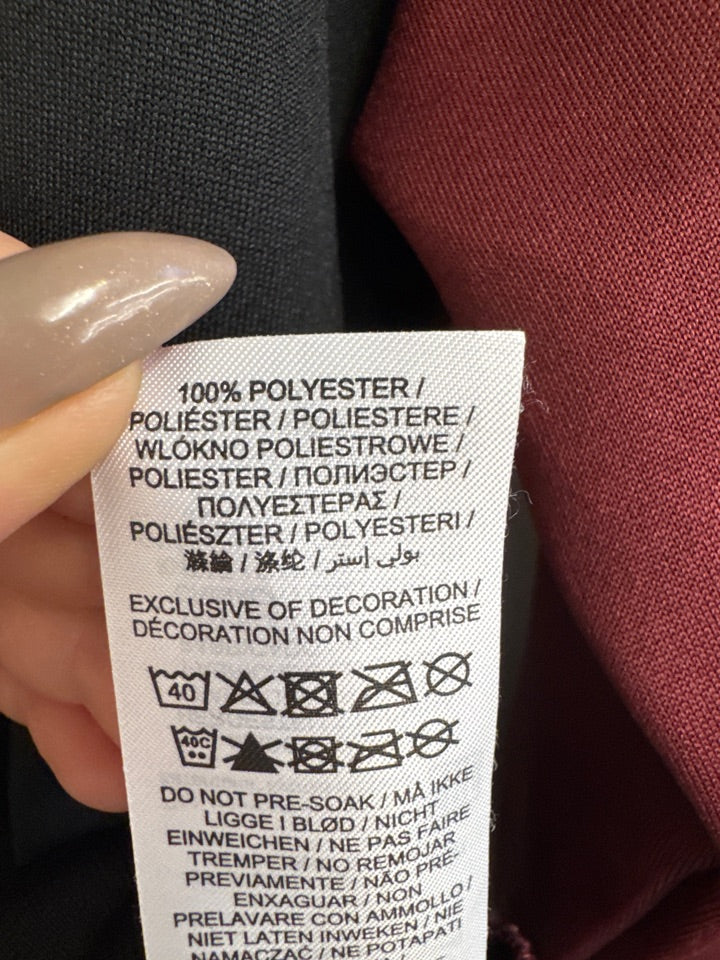 100% POLYESTER /
POLIÉSTER / POLIESTERE /
WLÓKNO POLIESTROWE /
POLIESTER / ПОЛИЭСТЕР /
ΠΟΛΥΕΣΤΕΡΑΣ /
POLIÉSZTER / POLYESTERI /
滌綸 / 涤纶 / بولي إستر
EXCLUSIVE OF DECORATION /
DÉCORATION NON COMPRISE
40
40C
DO NOT PRE-SOAK / MÅ IKKE
LIGGE I BLØD / NICHT
EINWEICHEN / NE PAS FAIRE
TREMPER / NO REMOJAR
PREVIAMENTE / NÃO PRÉ-
ENXAGUAR / NON
PRELAVARE CON AMMOLLO /
NIET LATEN INWEKEN / NIE
NAMACZAĆ / NE POTAPATI